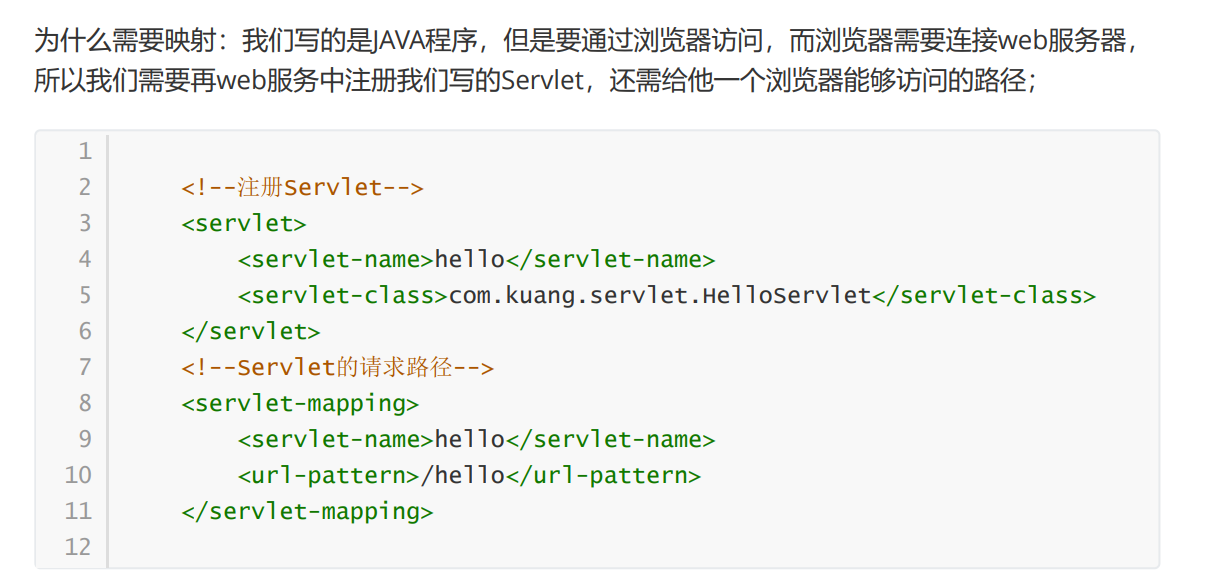 为什么需要映射：我们写的是JAVA程序，但是要通过浏览器访问，而浏览器需要连接web服务器，
所以我们需要再web服务中注册我们写的Servlet，还需给他一个浏览器能够访问的路径；
1
2 <!--注册Servlet-->
3 <servlet>
4 <servlet-name>hello</servlet-name>
5 <servlet-class>com.kuang.servlet.HelloServlet</servlet-class>
6 </servlet>
7 <!--Servlet的请求路径-->
8 <servlet-mapping>
9 <servlet-name>hello</servlet-name>
10 <url-pattern>/hello</url-pattern>
11 </servlet-mapping>
12